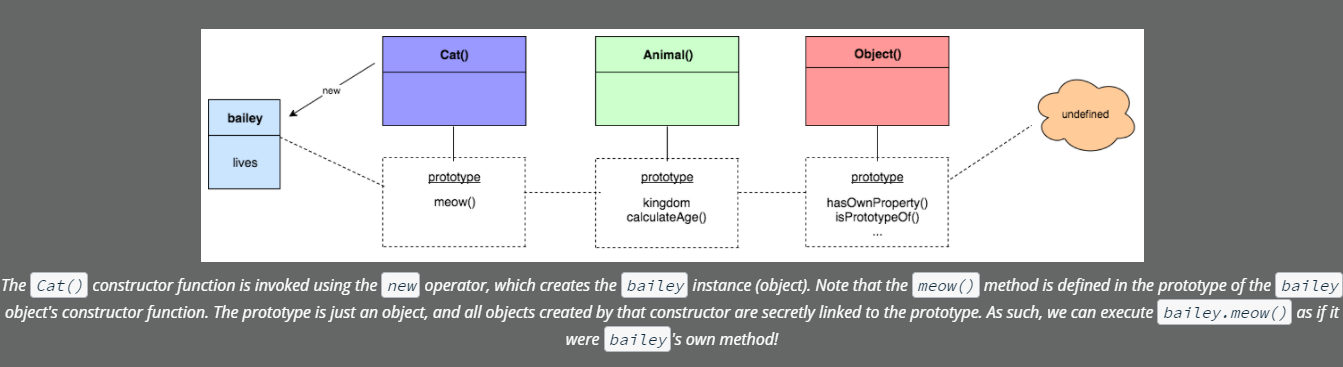 Cat()
Animal()
Object()
new
undefined
bailey
lives
prototype
meow()
prototype
kingdom
calculateAge()
prototype
hasOwnProperty()
isPrototypeOf()
...
The Cat() constructor function is invoked using the new operator, which creates the bailey instance (object). Note that the meow() method is defined in the prototype of the bailey
object's constructor function. The prototype is just an object, and all objects created by that constructor are secretly linked to the prototype. As such, we can execute bailey.meow() as if it
were bailey's own method!